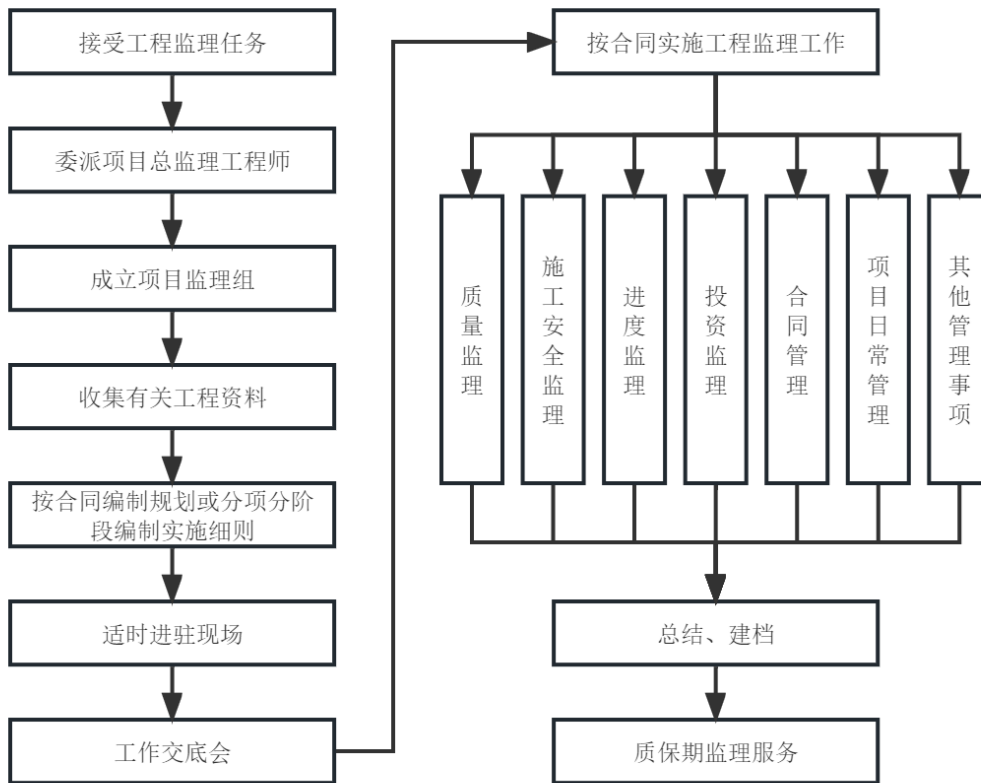 接受工程监理任务
委派项目总监理工程师
成立项目监理组
收集有关工程资料
按合同编制规划或分项分阶
段编制实施细则
适时进驻现场
工作交底会
按合同实施工程监理工作
质量监理
施工安全监理
进度监理
投资监理
合同管理
项目日常管理
其他管理事项
总结、建档
质保期监理服务